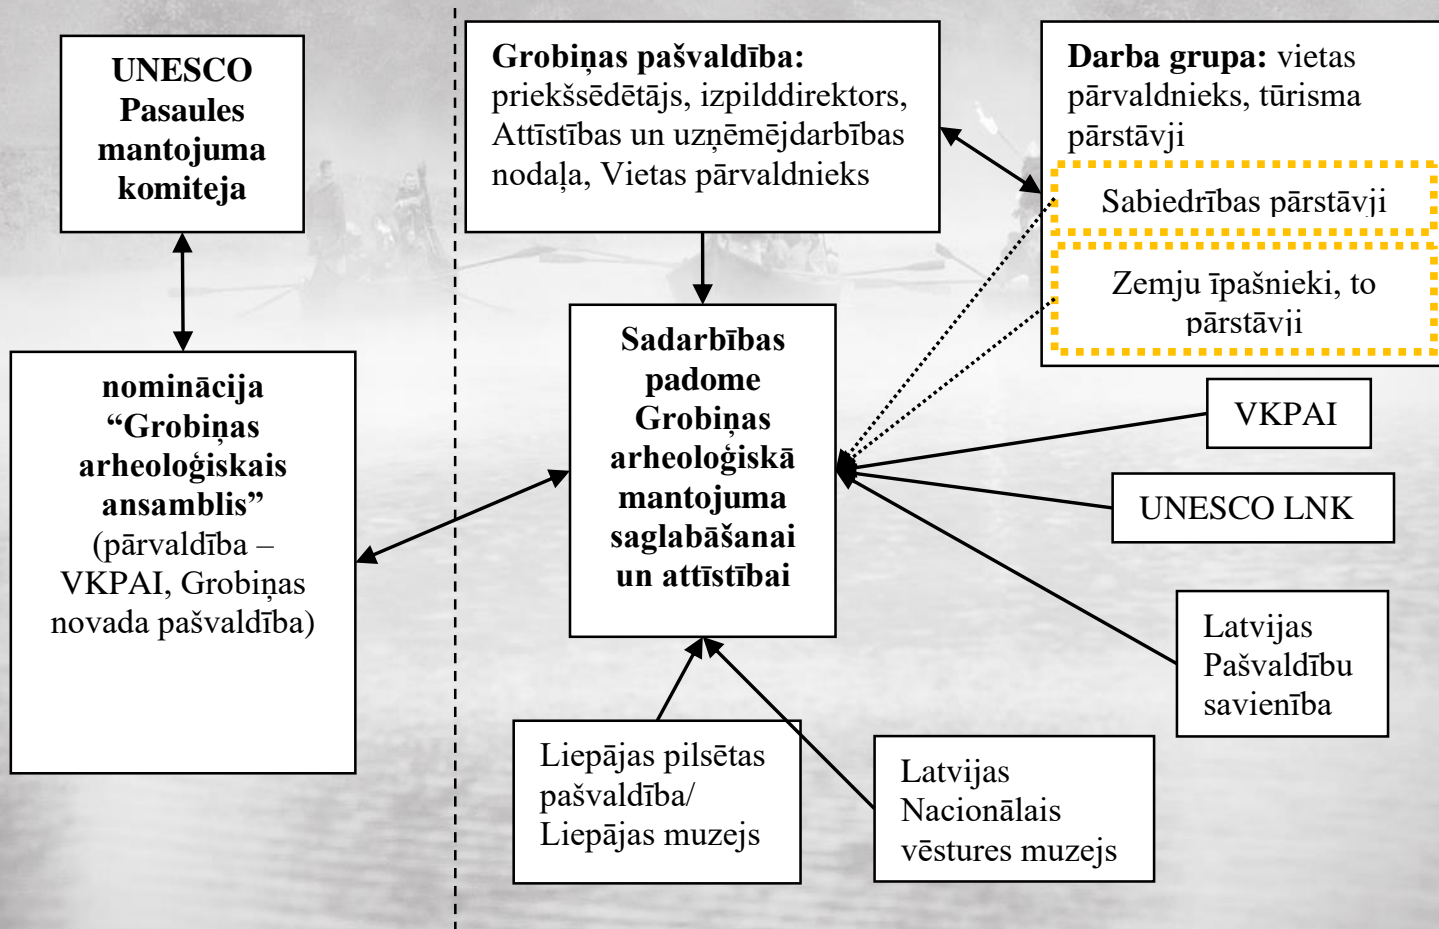 UNESCO
Pasaules
mantojuma
komiteja
nominācija
“Grobiņas
arheoloģiskais
ansamblis”
(pārvaldība –
VKPAI, Grobiņas
novada pašvaldība)
Grobiņas pašvaldība:
priekšsēdētājs, izpilddirektors,
Attīstības un uzņēmējdarbības
nodaļa, Vietas pārvaldnieks
Darba grupa: vietas
pārvaldnieks, tūrisma
pārstāvji
Sabiedrības pārstāvji
Zemju īpašnieki, to
pārstāvji
Sadarbības
padome
Grobiņas
arheoloģiskā
mantojuma
saglabāšanai
un attīstībai
VKPAI
UNESCO LNK
Latvijas
Pašvaldību
savienība
Liepājas pilsētas
pašvaldība/
Liepājas muzejs
Latvijas
Nacionālais
vēstures muzejs